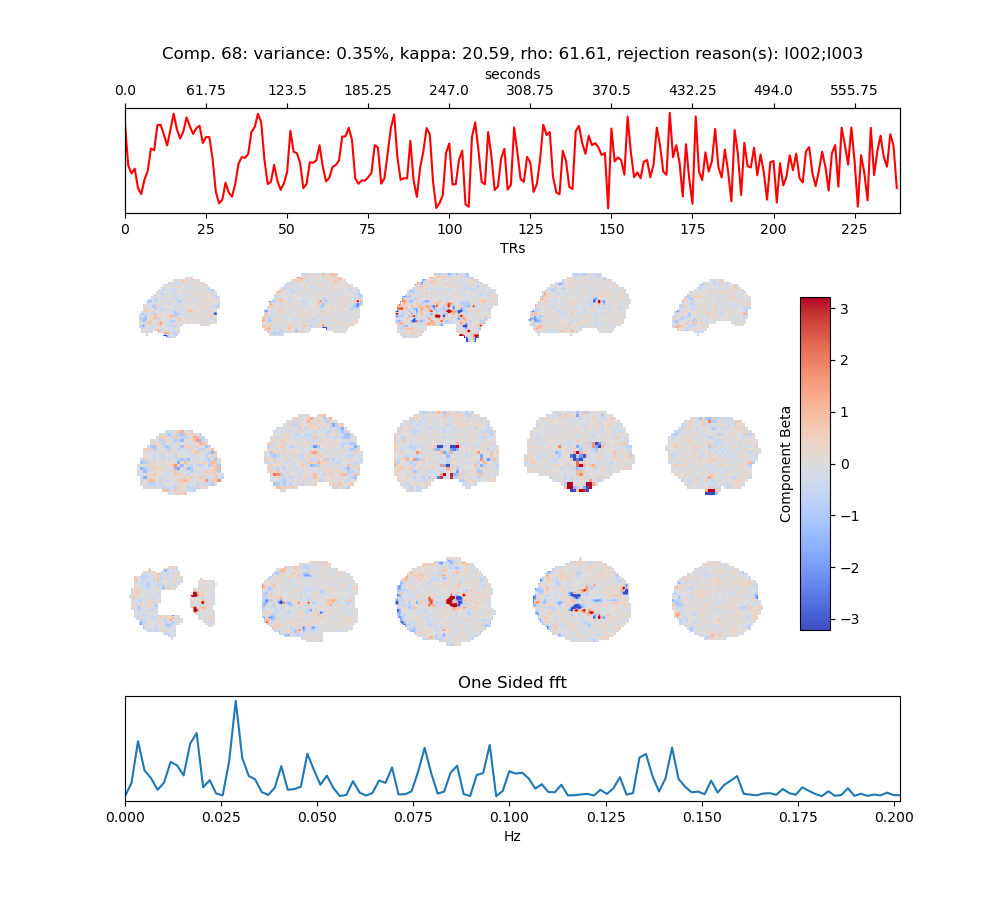 Comp. 68: variance: 0.35%, kappa: 20.59, rho: 61.61, rejection reason(s): I002;I003
seconds
0.0 61.75 123.5 185.25 247.0 308.75 370.5 432.25 494.0 555.75
0 25 50 75 100 125 150 175 200 225
TRs
3
2
1
0
−1
−2
−3
Component Beta
One Sided fft
0.000 0.025 0.050 0.075 0.100 0.125 0.150 0.175 0.200
Hz